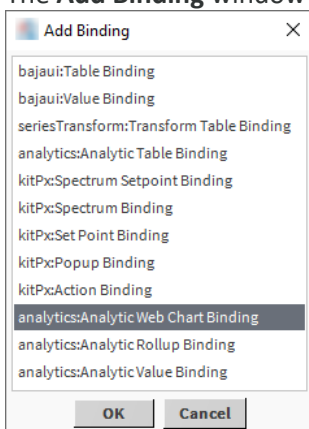 The Add Binding window
Add Binding
bajaui:Table Binding
bajaui:Value Binding
seriesTransform:Transform Table Binding
analytics:Analytic Table Binding
kitPx:Spectrum Setpoint Binding
kitPx:Spectrum Binding
kitPx:Set Point Binding
kitPx:Popup Binding
kitPx:Action Binding
analytics:Analytic Web Chart Binding
analytics:Analytic Rollup Binding
analytics:Analytic Value Binding
OK Cancel